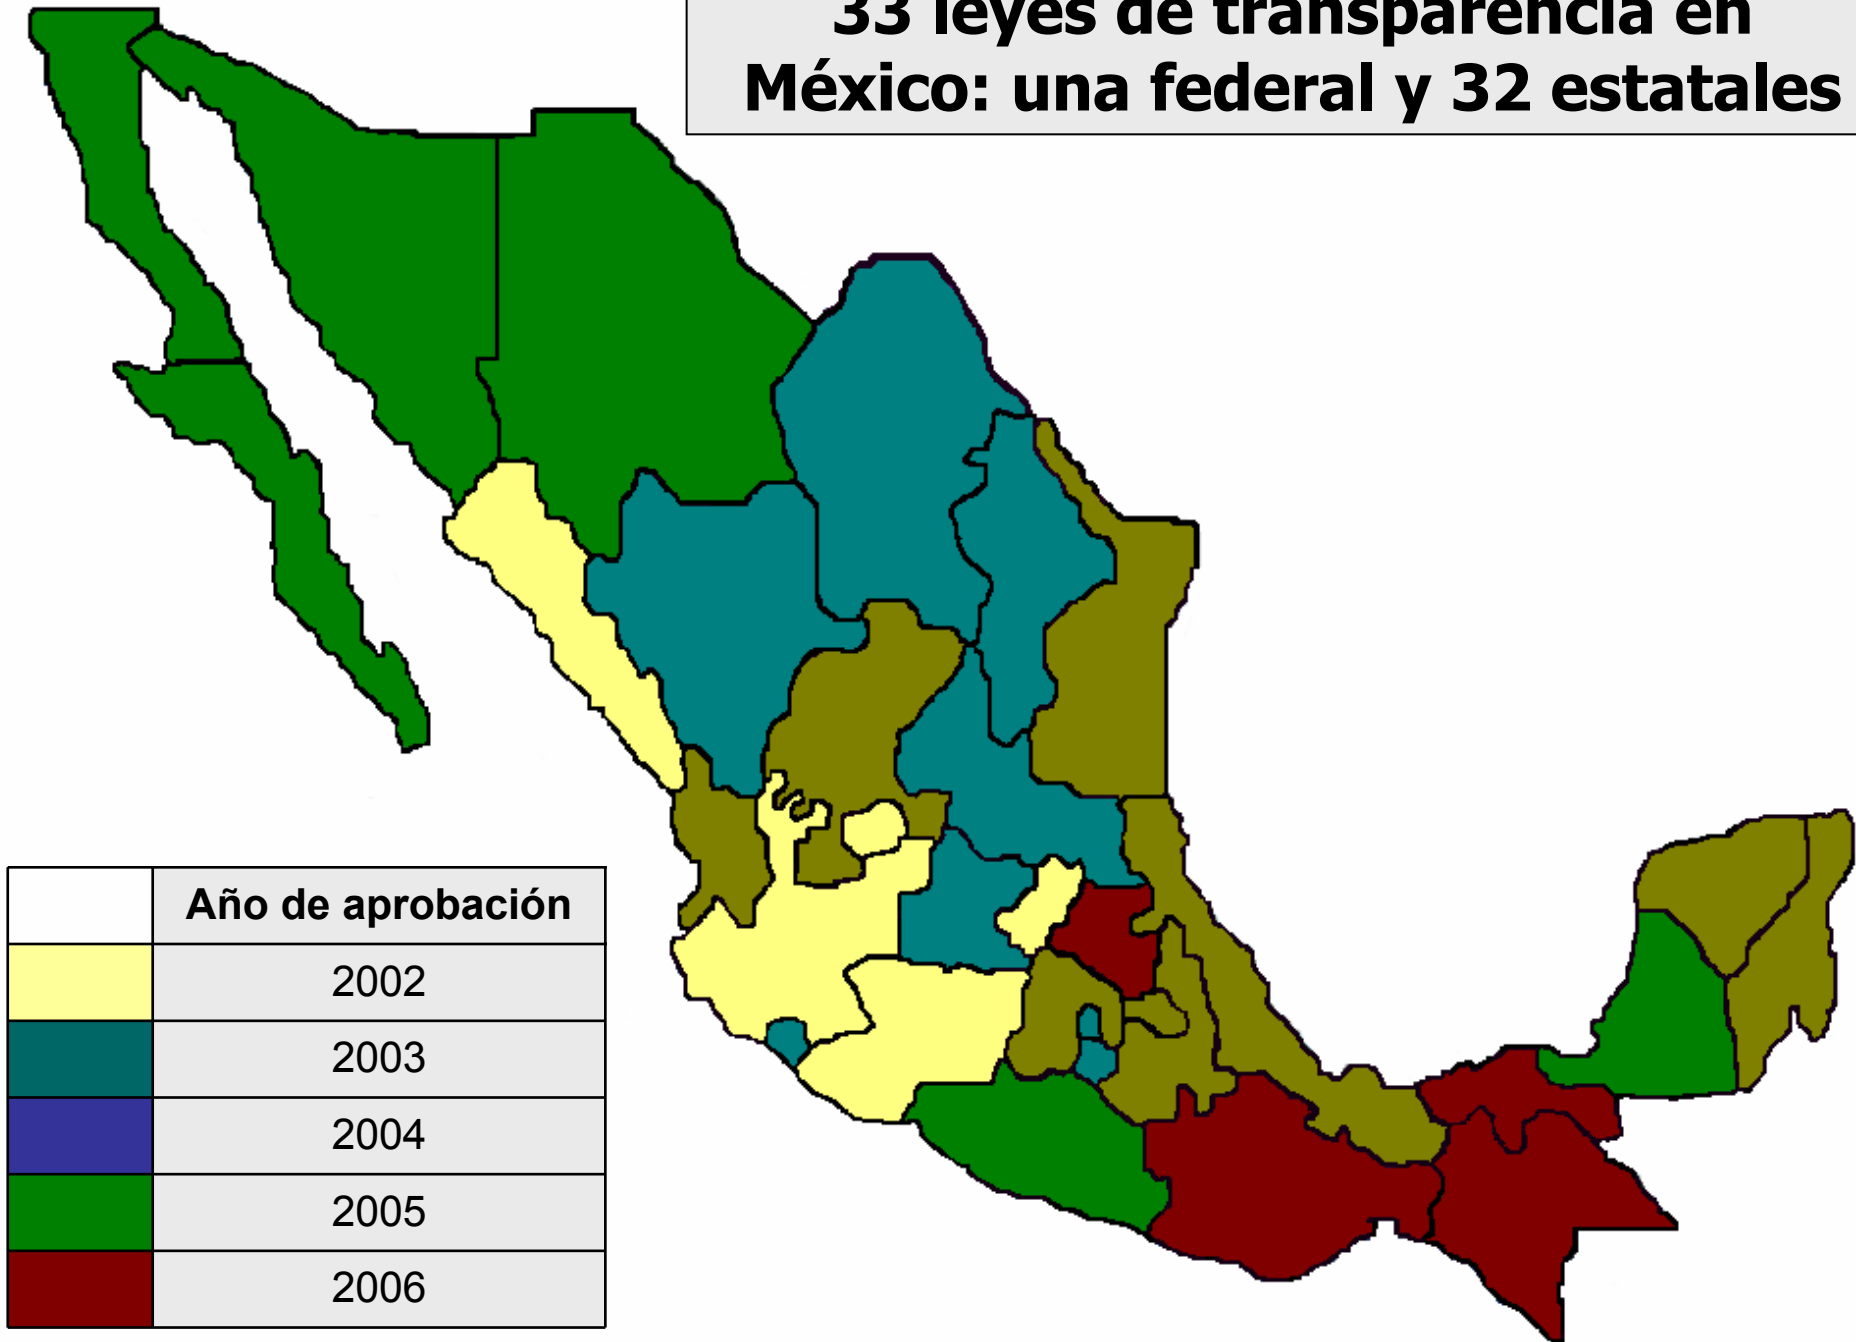 33 leyes de transparencia en
México: una federal y 32 estatales
Año de aprobación
2002
2003
2004
2005
2006